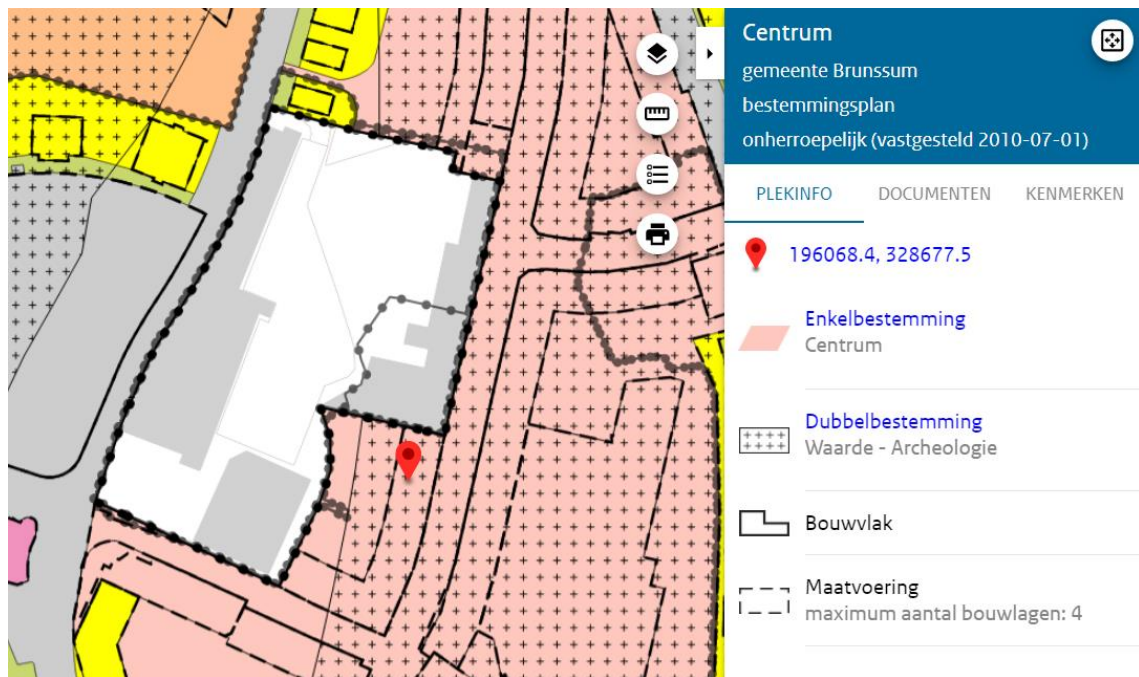 Centrum
gemeente Brunssum
bestemmingsplan
onherroepelijk (vastgesteld 2010-07-01)
PLEKINFO DOCUMENTEN KENMERKEN
196068.4, 328677.5
Enkelbestemming
Centrum
Dubbelbestemming
Waarde - Archeologie
Bouwvlak
Maatvoering
maximum aantal bouwlagen: 4